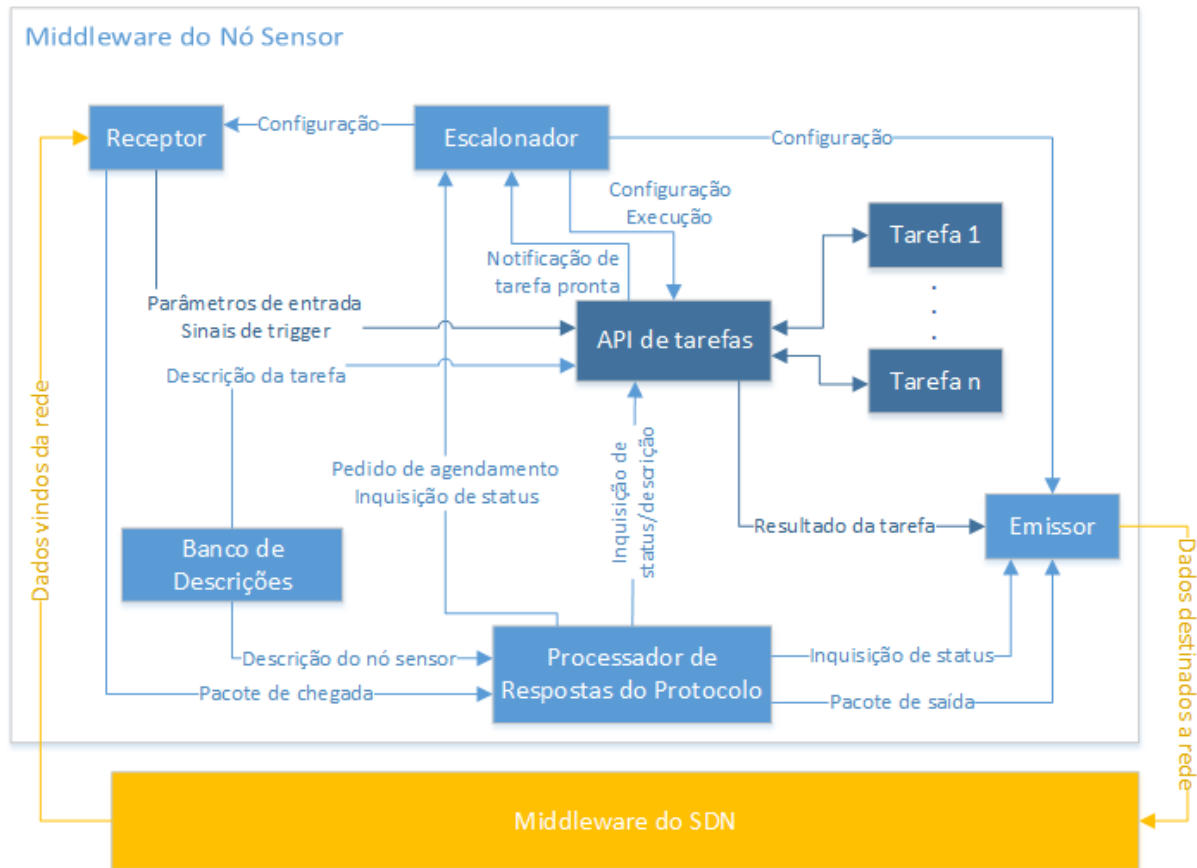 Middleware do Nó Sensor
Receptor
Configuração
Escalonador
Configuração
Configuração
Execução
Tarefa 1
Notificação de
tarefa pronta
Parâmetros de entrada
Sinais de trigger
API de tarefas
Descrição da tarefa
Tarefa n
Dados vindos da rede
Pedido de agendamento
Inquisição de status
Inquisição de
status/descrição
Resultado da tarefa
Emissor
Banco de
Descrições
Dados destinados a rede
Descrição do nó sensor
Processador de
Respostas do Protocolo
Inquisição de status
Pacote de chegada
Pacote de saída
Middleware do SDN